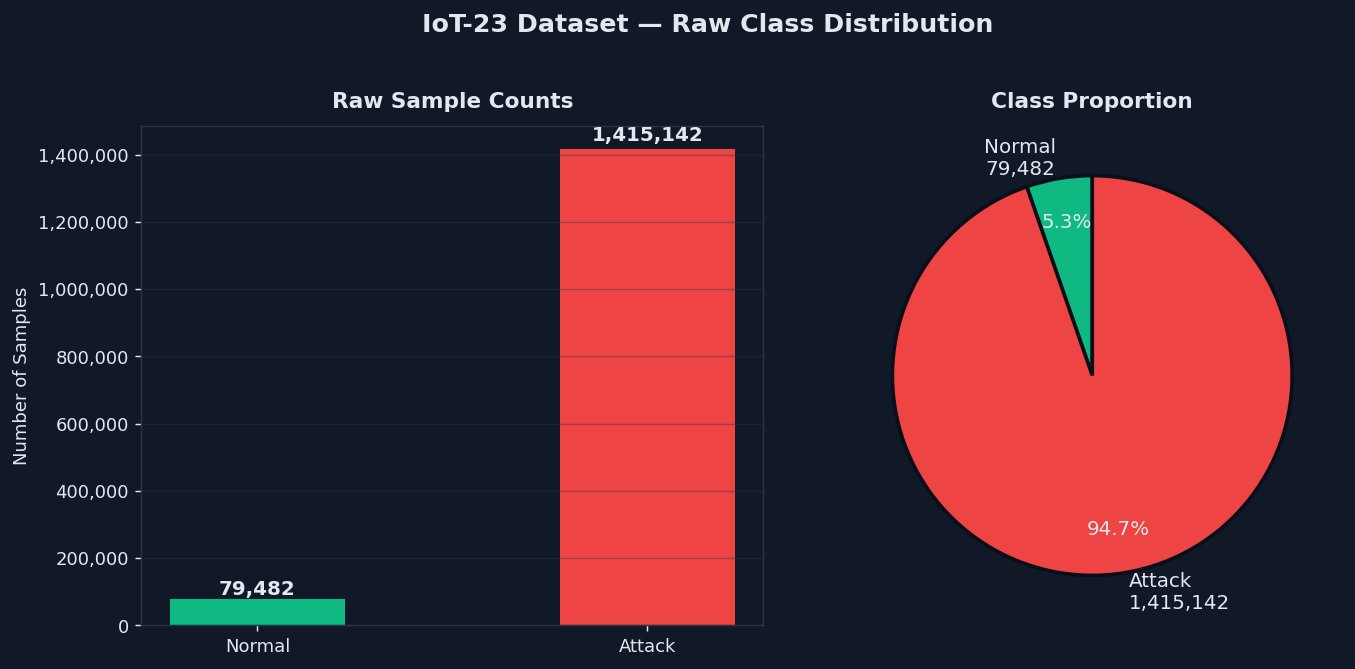 IoT-23 Dataset — Raw Class Distribution
Raw Sample Counts
Number of Samples
1,400,000
1,200,000
1,000,000
800,000
600,000
400,000
200,000
0
79,482
1,415,142
Normal
Attack
Class Proportion
Normal
79,482
5.3%
94.7%
Attack
1,415,142